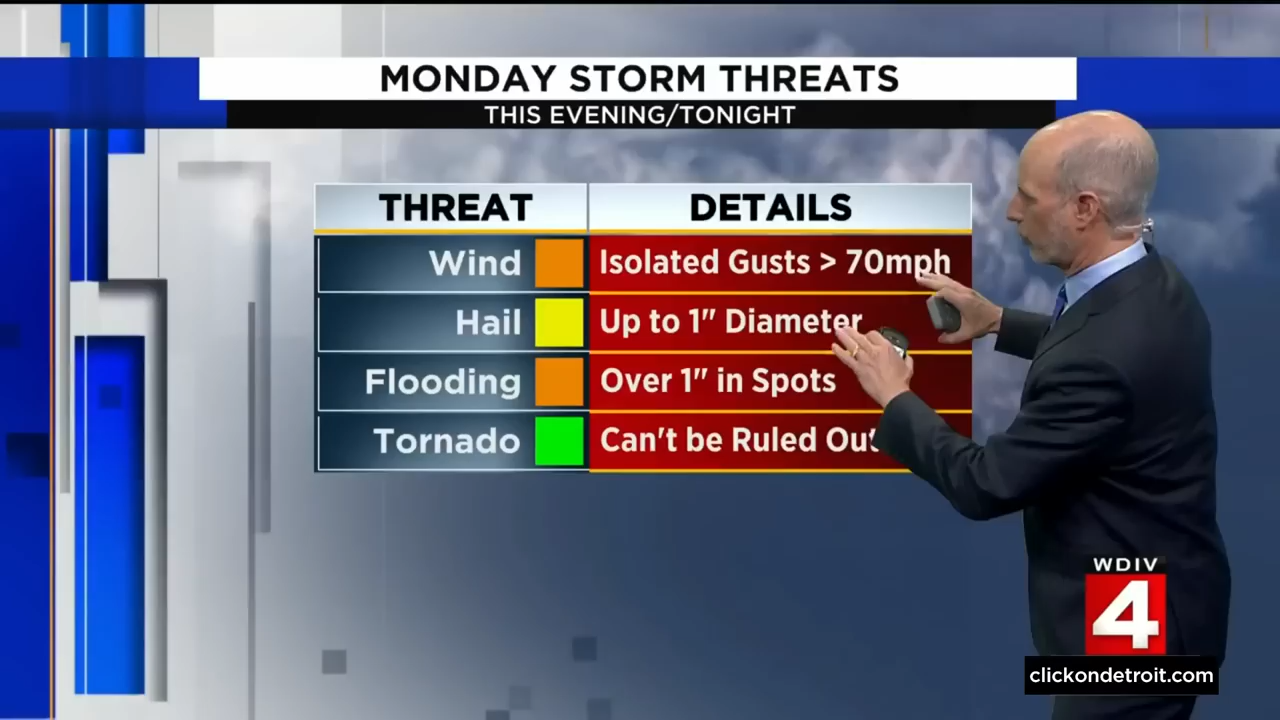 MONDAY STORM THREATS
THIS EVENING/TONIGHT
THREAT DETAILS
Wind Isolated Gusts > 70mph
Hail Up to 1" Diameter
Flooding Over 1" in Spots
Tornado Can't be Ruled Out
WDIV
4
clickondetroit.com